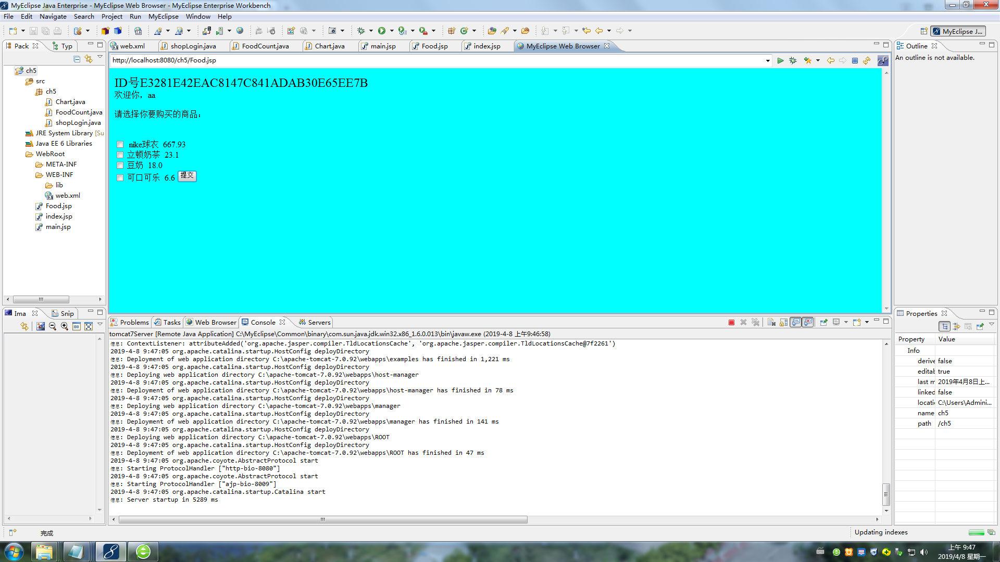 MyEclipse Java Enterprise - MyEclipse Web Browser - MyEclipse Enterprise Workbench
File Edit Navigate Search Project Run MyEclipse Window Help
MyEclipse J...
Pack Typ
ch5
src
ch5
Chart.java
FoodCount.java
shopLogin.java
JRE System Library [Su
Java EE 6 Libraries
WebRoot
META-INF
WEB-INF
lib
web.xml
Food.jsp
index.jsp
main.jsp
Ima Snip
web.xml shopLogin.java FoodCount.java Chart.java main.jsp Food.jsp index.jsp MyEclipse Web Browser
http://localhost:8080/ch5/Food.jsp
ID号E3281E42EAC8147C841ADAB30E65EE7B
欢迎你，aa
请选择你要购买的商品：
nike球衣 667.93
立顿奶茶 23.1
豆奶 18.0
可口可乐 6.6 提交
Problems Tasks Web Browser Console Servers
tomcat7Server [Remote Java Application] C:\MyEclipse\Common\binary\com.sun.java.jdk.win32.x86_1.6.0.013\bin\javaw.exe (2019-4-8 上午9:46:58)
信息: ContextListener: attributeAdded('org.apache.jasper.compiler.TldLocationsCache', 'org.apache.jasper.compiler.TldLocationsCache@7f2261')
2019-4-8 9:47:05 org.apache.catalina.startup.HostConfig deployDirectory
信息: Deployment of web application directory C:\apache-tomcat-7.0.92\webapps\examples has finished in 1,221 ms
2019-4-8 9:47:05 org.apache.catalina.startup.HostConfig deployDirectory
信息: Deploying web application directory C:\apache-tomcat-7.0.92\webapps\host-manager
2019-4-8 9:47:05 org.apache.catalina.startup.HostConfig deployDirectory
信息: Deployment of web application directory C:\apache-tomcat-7.0.92\webapps\host-manager has finished in 78 ms
2019-4-8 9:47:05 org.apache.catalina.startup.HostConfig deployDirectory
信息: Deploying web application directory C:\apache-tomcat-7.0.92\webapps\manager
2019-4-8 9:47:05 org.apache.catalina.startup.HostConfig deployDirectory
信息: Deployment of web application directory C:\apache-tomcat-7.0.92\webapps\manager has finished in 141 ms
2019-4-8 9:47:05 org.apache.catalina.startup.HostConfig deployDirectory
信息: Deploying web application directory C:\apache-tomcat-7.0.92\webapps\ROOT
2019-4-8 9:47:05 org.apache.catalina.startup.HostConfig deployDirectory
信息: Deployment of web application directory C:\apache-tomcat-7.0.92\webapps\ROOT has finished in 47 ms
2019-4-8 9:47:05 org.apache.coyote.AbstractProtocol start
信息: Starting ProtocolHandler ["http-bio-8080"]
2019-4-8 9:47:05 org.apache.coyote.AbstractProtocol start
信息: Starting ProtocolHandler ["ajp-bio-8009"]
2019-4-8 9:47:05 org.apache.catalina.startup.Catalina start
信息: Server startup in 5289 ms
Outline
An outline is not available.
Properties
Property Value
Info
derive false
editab true
last m 2019年4月8日上...
linked false
locati C:\Users\Admini...
name ch5
path /ch5
完成
Updating indexes
上午 9:47
2019/4/8 星期一